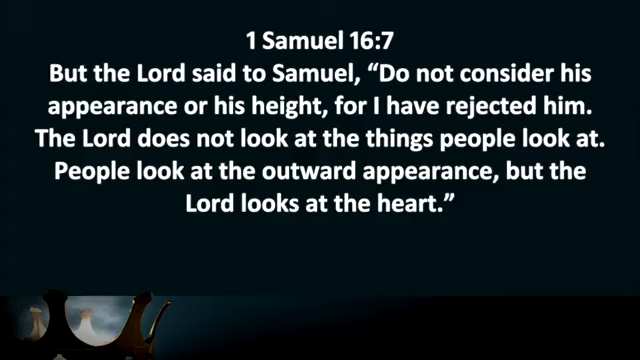 1 Samuel 16:7
But the Lord said to Samuel, “Do not consider his
appearance or his height, for I have rejected him.
The Lord does not look at the things people look at.
People look at the outward appearance, but the
Lord looks at the heart.”